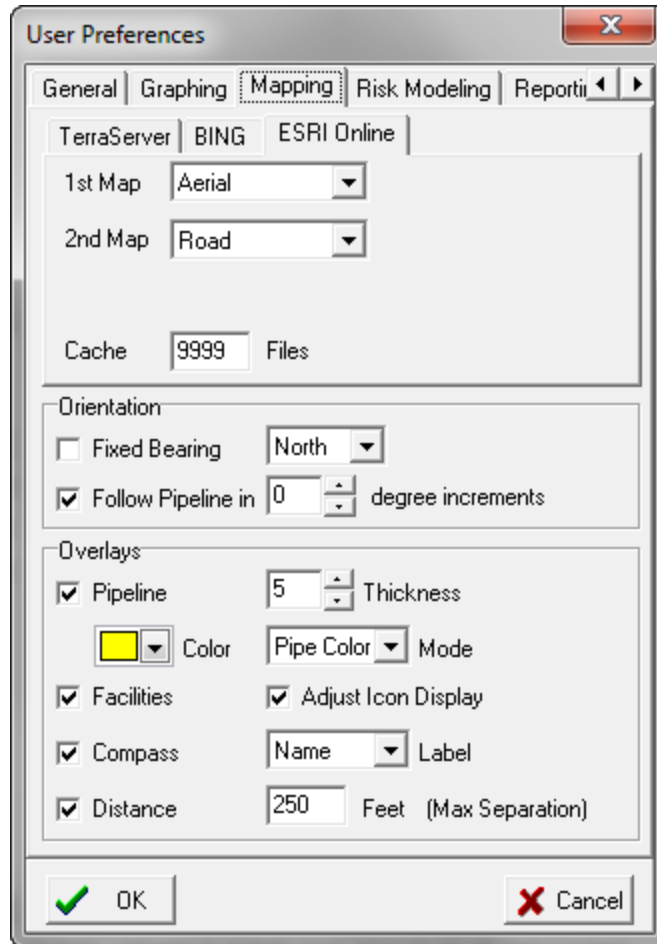 User Preferences
General Graphing Mapping Risk Modeling Reporti
TerraServer BING ESRI Online
1st Map Aerial
2nd Map Road
Cache 9999 Files
Orientation
Fixed Bearing North
Follow Pipeline in 0 degree increments
Overlays
Pipeline 5 Thickness
Color Pipe Color Mode
Facilities Adjust Icon Display
Compass Name Label
Distance 250 Feet (Max Separation)
OK Cancel